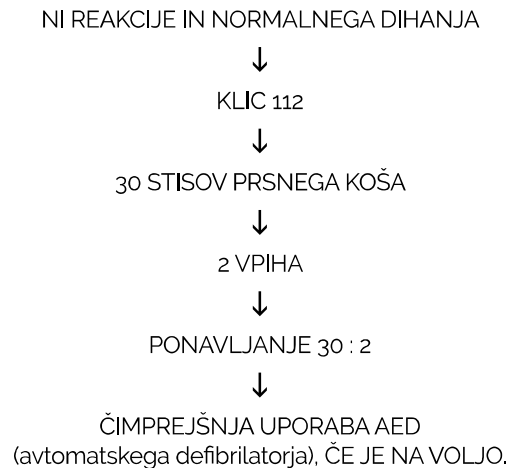 NI REAKCIJE IN NORMALNEGA DIHANJA
↓
KLIC 112
↓
30 STISOV PRSNEGA KOŠA
↓
2 VPIHA
↓
PONAVLJANJE 30 : 2
↓
ČIMPREJŠNJA UPORABA AED
(avtomatskega defibrilatorja), ČE JE NA VOLJO.